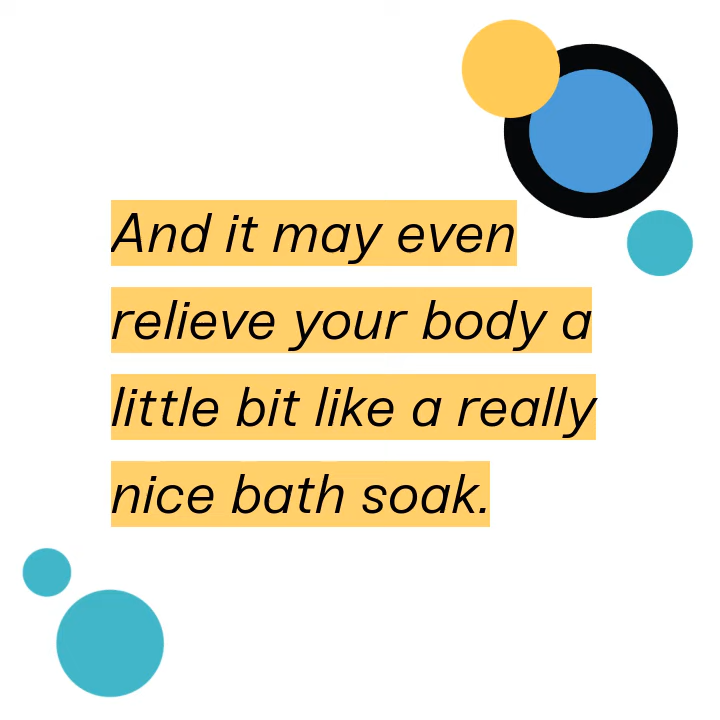 And it may even
relieve your body a
little bit like a really
nice bath soak.